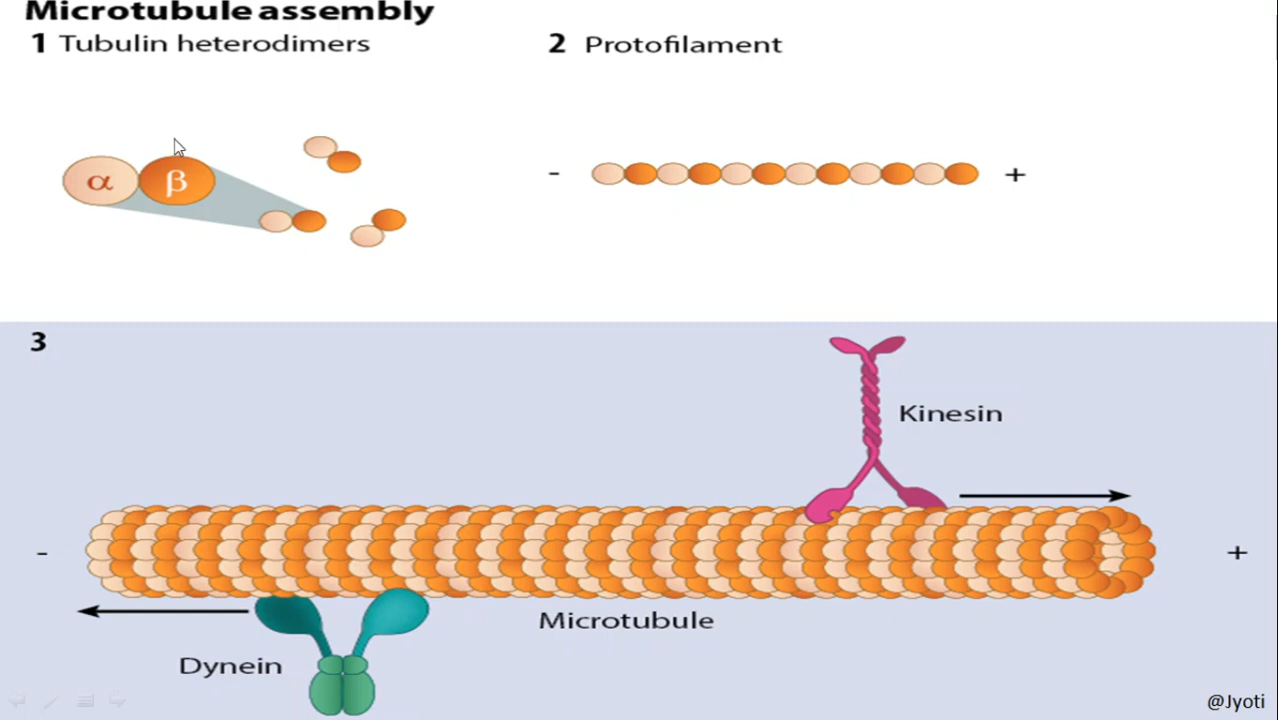 Microtubule assembly
1 Tubulin heterodimers
2 Protofilament
α β
- +
3
Kinesin
- +
Microtubule
Dynein
@Jyoti